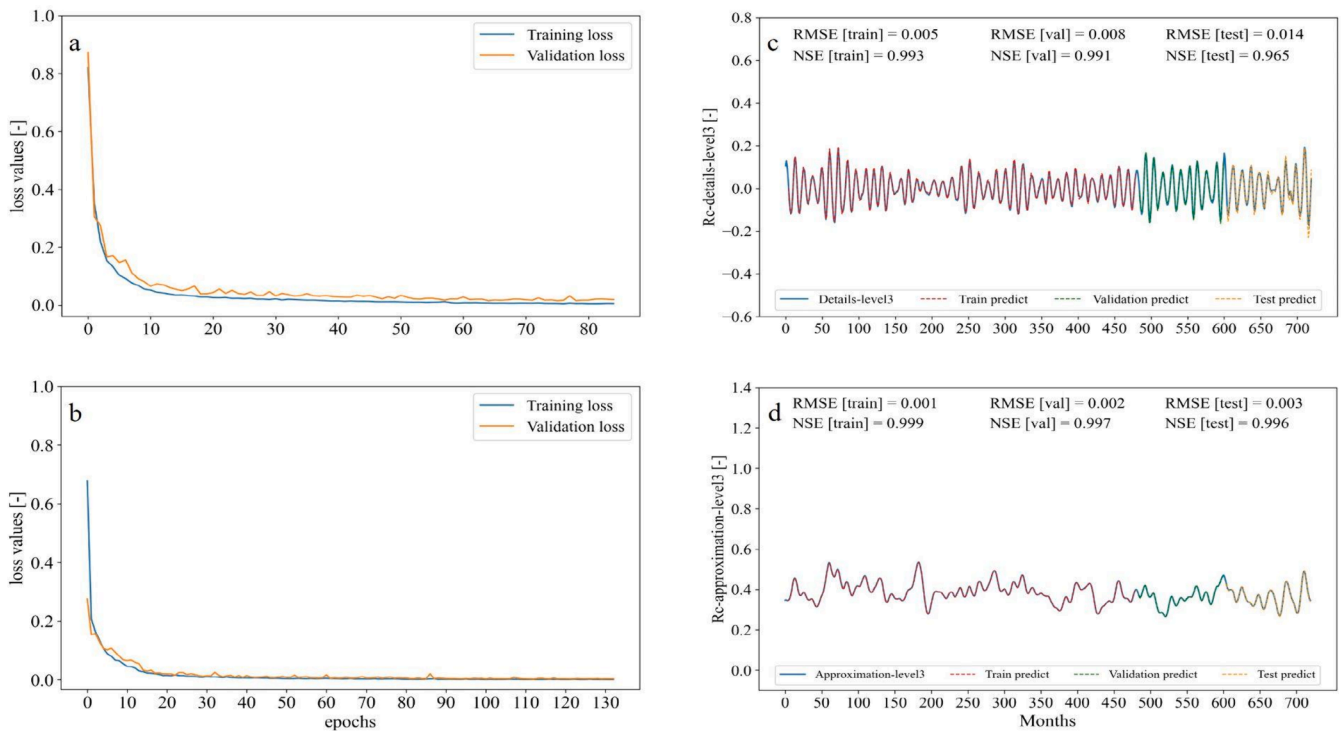 a
1.0
0.8
0.6
0.4
0.2
0.0
loss values [-]
Training loss
Validation loss
0 10 20 30 40 50 60 70 80
c
RMSE [train] = 0.005 RMSE [val] = 0.008 RMSE [test] = 0.014
NSE [train] = 0.993 NSE [val] = 0.991 NSE [test] = 0.965
0.8
0.6
0.4
0.2
0.0
−0.2
−0.4
−0.6
Rc-details-level3 [-]
Details-level3 Train predict Validation predict Test predict
0 50 100 150 200 250 300 350 400 450 500 550 600 650 700
b
1.0
0.8
0.6
0.4
0.2
0.0
loss values [-]
Training loss
Validation loss
0 10 20 30 40 50 60 70 80 90 100 110 120 130
epochs
d
RMSE [train] = 0.001 RMSE [val] = 0.002 RMSE [test] = 0.003
NSE [train] = 0.999 NSE [val] = 0.997 NSE [test] = 0.996
1.4
1.2
1.0
0.8
0.6
0.4
0.2
0.0
Rc-approximation-level3 [-]
Approximation-level3 Train predict Validation predict Test predict
0 50 100 150 200 250 300 350 400 450 500 550 600 650 700
Months